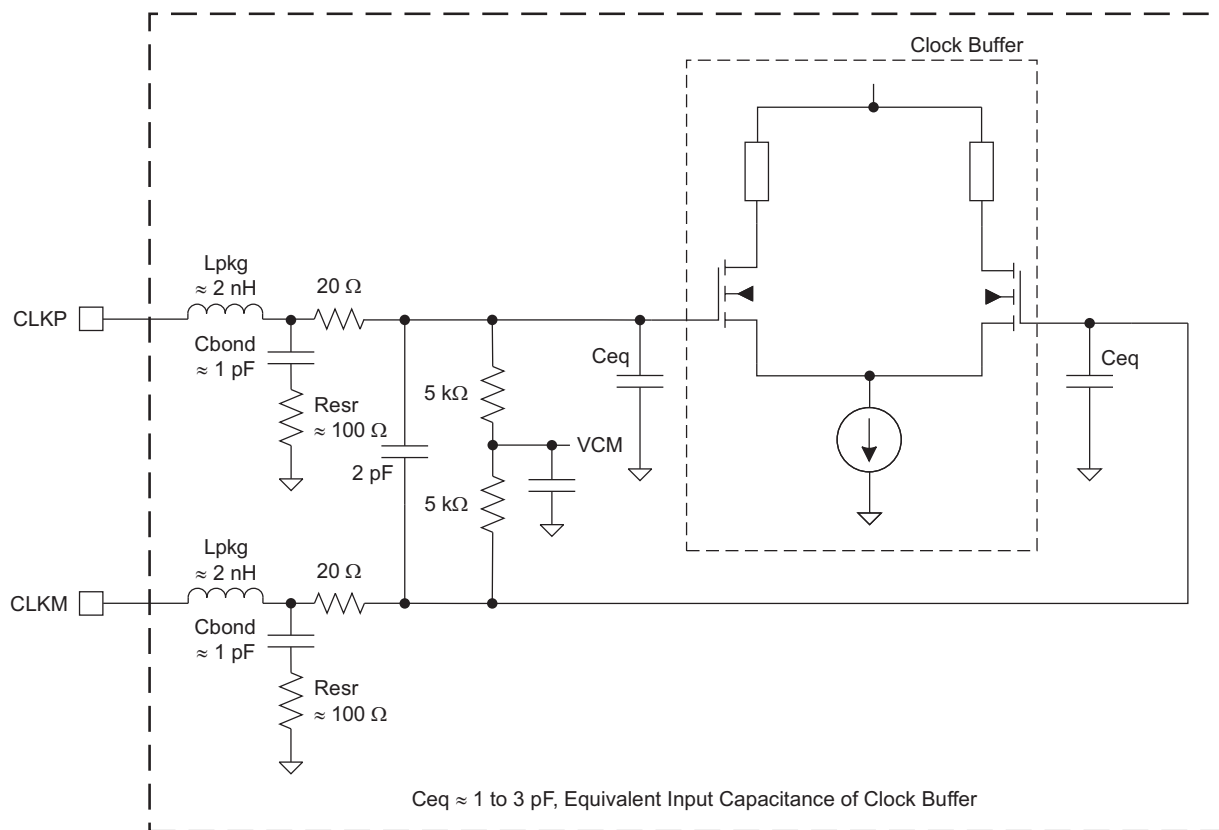 Clock Buffer
Lpkg
≈ 2 nH
20 Ω
CLKP
Cbond
≈ 1 pF
Resr
≈ 100 Ω
2 pF
5 kΩ
VCM
5 kΩ
Ceq
Ceq
Lpkg
≈ 2 nH
20 Ω
CLKM
Cbond
≈ 1 pF
Resr
≈ 100 Ω
Ceq ≈ 1 to 3 pF, Equivalent Input Capacitance of Clock Buffer